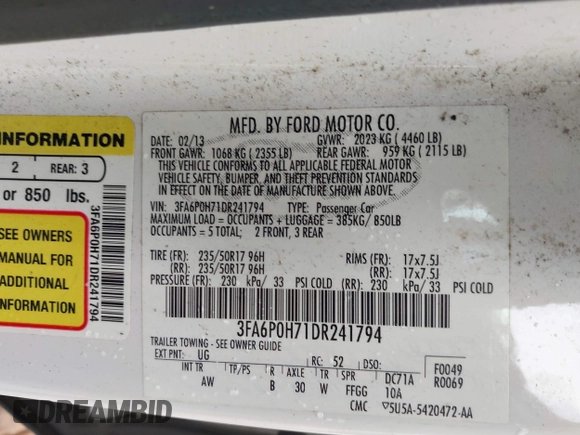 INFORMATION
2 REAR: 3
or 850 lbs.
SEE OWNERS
MANUAL FOR
ADDITIONAL
INFORMATION
3FA6P0H71DR241794
MFD. BY FORD MOTOR CO.
DATE: 02/13 GVWR: 2023 KG ( 4460 LB)
FRONT GAWR: 1068 KG ( 2355 LB) REAR GAWR: 959 KG ( 2115 LB)
THIS VEHICLE CONFORMS TO ALL APPLICABLE FEDERAL MOTOR
VEHICLE SAFETY, BUMPER, AND THEFT PREVENTION STANDARDS
IN EFFECT ON THE DATE OF MANUFACTURE SHOWN ABOVE.
VIN: 3FA6P0H71DR241794 TYPE: Passenger Car
MAXIMUM LOAD = OCCUPANTS + LUGGAGE = 385KG/ 850LB
OCCUPANTS = 5 TOTAL; 2 FRONT, 3 REAR
TIRE (FR): 235/50R17 96H RIMS (FR): 17x7.5J
(RR): 235/50R17 96H (RR): 17x7.5J
PRESSURE (FR): 230 kPa/ 33 PSI COLD (RR): 230 kPa/ 33 PSI COLD
3FA6P0H71DR241794
TRAILER TOWING - SEE OWNER GUIDE
EXT PNT: UG RC: 52 DSO: F0049
INT TR TP/PS R AXLE TR SPR DC71A R0069
AW B 30 W FFGG 10A
CMC 5U5A-5420472-AA
DREAMBID